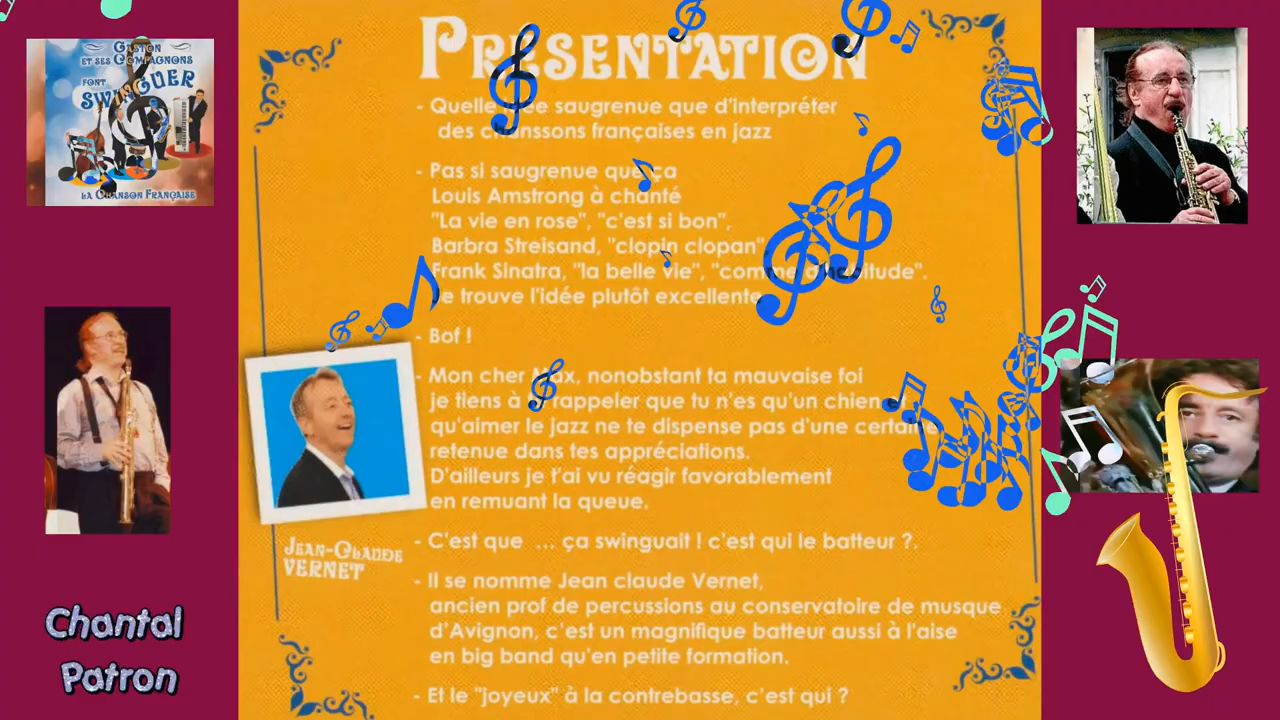 GASTON
ET SES COMPAGNONS
FONT
SWINGUER
LA CHANSON FRANÇAISE
PRESENTATION
- Quelle saugrenue que d'interpréter
des chanssons françaises en jazz
- Pas si saugrenue que ça
Louis Amstrong à chanté
"La vie en rose", "c'est si bon",
Barbra Streisand, "clopin clopan"
Frank Sinatra, "la belle vie", "comme d'habitude".
Je trouve l'idée plutôt excellente
- Bof !
- Mon cher Max, nonobstant ta mauvaise foi
je tiens à rappeler que tu n'es qu'un chien et
qu'aimer le jazz ne te dispense pas d'une certaine
retenue dans tes appréciations.
D'ailleurs je t'ai vu réagir favorablement
en remuant la queue.
- C'est que ... ça swinguait ! c'est qui le batteur ?.
JEAN-CLAUDE
VERNET
- Il se nomme Jean claude Vernet,
ancien prof de percussions au conservatoire de musque
d'Avignon, c'est un magnifique batteur aussi à l'aise
en big band qu'en petite formation.
- Et le "joyeux" à la contrebasse, c'est qui ?
Chantal
Patron